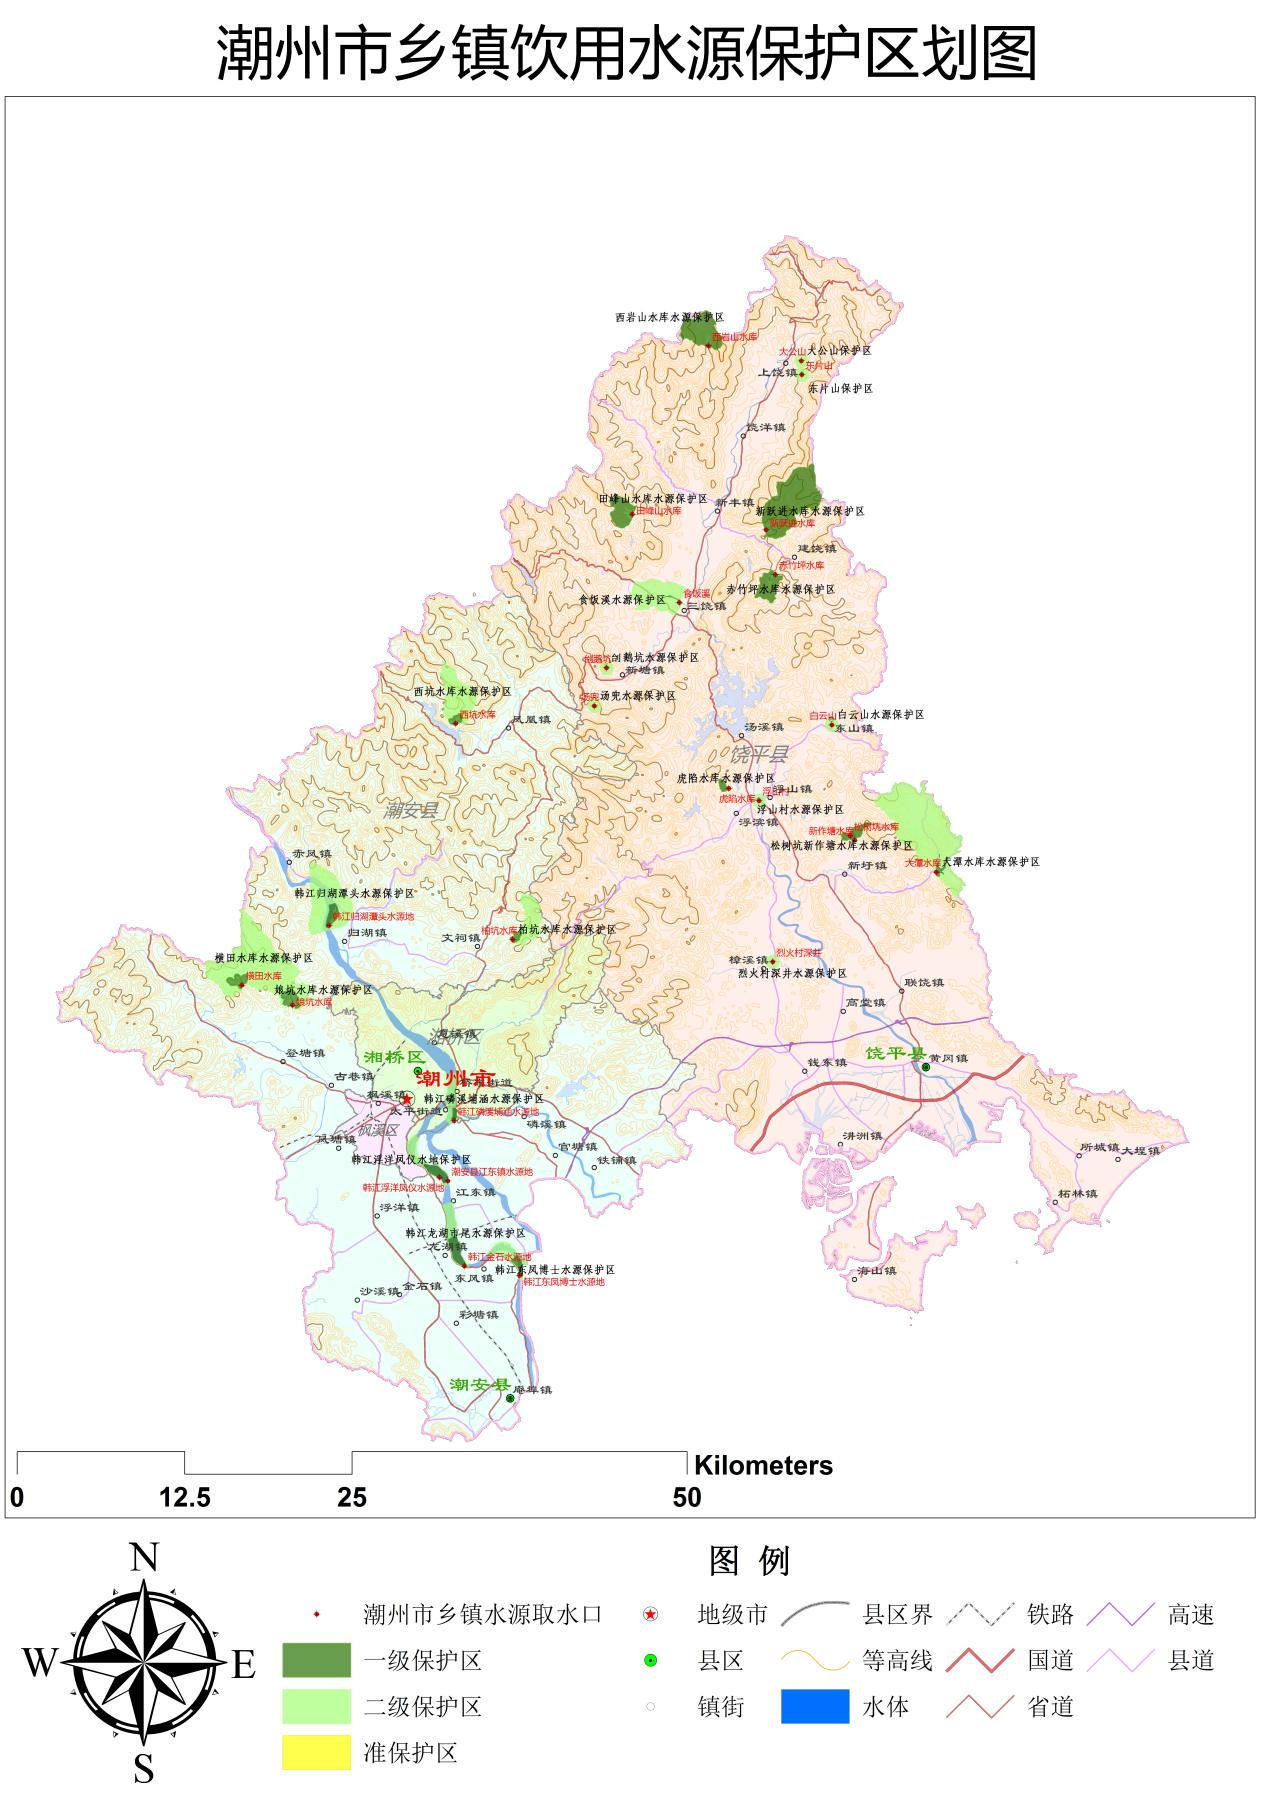 潮州市乡镇饮用水源保护区划图
西岩山水库水源保护区
西岩山水库
大公山
大公山保护区
东片山
上饶镇
东片山保护区
饶洋镇
田峰山水库水源保护区
田峰山水库
新丰镇
新跃进水库水源保护区
建饶镇
赤竹坪水库
赤竹坪水库水源保护区
食饭溪
食饭溪水源保护区
三饶镇
刣鹅坑水源保护区
新塘镇
西坑水库水源保护区
汤兜水源保护区
西坑水库
凤凰镇
白云山
白云山水源保护区
东山镇
汤溪镇
饶平县
虎陷水库水源保护区
虎陷水库
浮山镇
浮山村水源保护区
潮安县
浮滨镇
新作塘水库
松树坑水库
松树坑新作塘水库水源保护区
赤凤镇
大潭水库
大潭水库水源保护区
新圩镇
韩江归湖潭头水源保护区
韩江归湖潭头水源地
归湖镇
文祠镇
柏坑水库
柏坑水库水源保护区
横田水库水源保护区
横田水库
烈火村深井
樟溪镇
烈火村深井水源保护区
娘坑水库水源保护区
娘坑水库
联饶镇
高堂镇
湘桥区
登塘镇
湘桥区
饶平县
黄冈镇
钱东镇
古巷镇
潮州市
枫溪镇
韩江磷溪埔涵水源保护区
太平街道
韩江磷溪埔涵水源地
磷溪镇
枫溪区
凤塘镇
官塘镇
铁铺镇
洴洲镇
所城镇
大埕镇
韩江浮洋凤仪水地保护区
潮安县江东镇水源地
韩江浮洋凤仪水源地
江东镇
柘林镇
浮洋镇
韩江龙湖市尾水源保护区
龙湖镇
韩江金石水源地
东凤镇
韩江东凤博士水源保护区
韩江东凤博士水源地
海山镇
沙溪镇
金石镇
彩塘镇
潮安县
庵埠镇
Kilometers
0 12.5 25 50
图 例
N
W E
S
潮州市乡镇水源取水口
地级市
县区界
铁路
高速
一级保护区
县区
等高线
国道
县道
二级保护区
镇街
水体
省道
准保护区